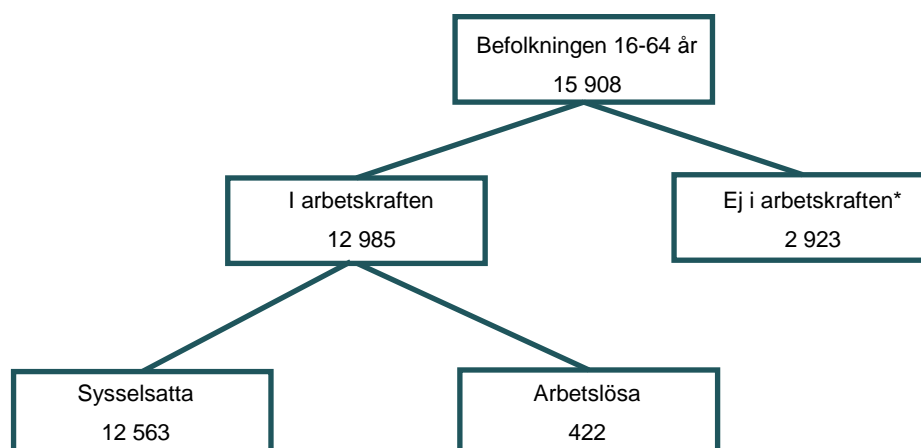 Befolkningen 16-64 år
15 908
I arbetskraften
12 985
Ej i arbetskraften*
2 923
Sysselsatta
12 563
Arbetslösa
422